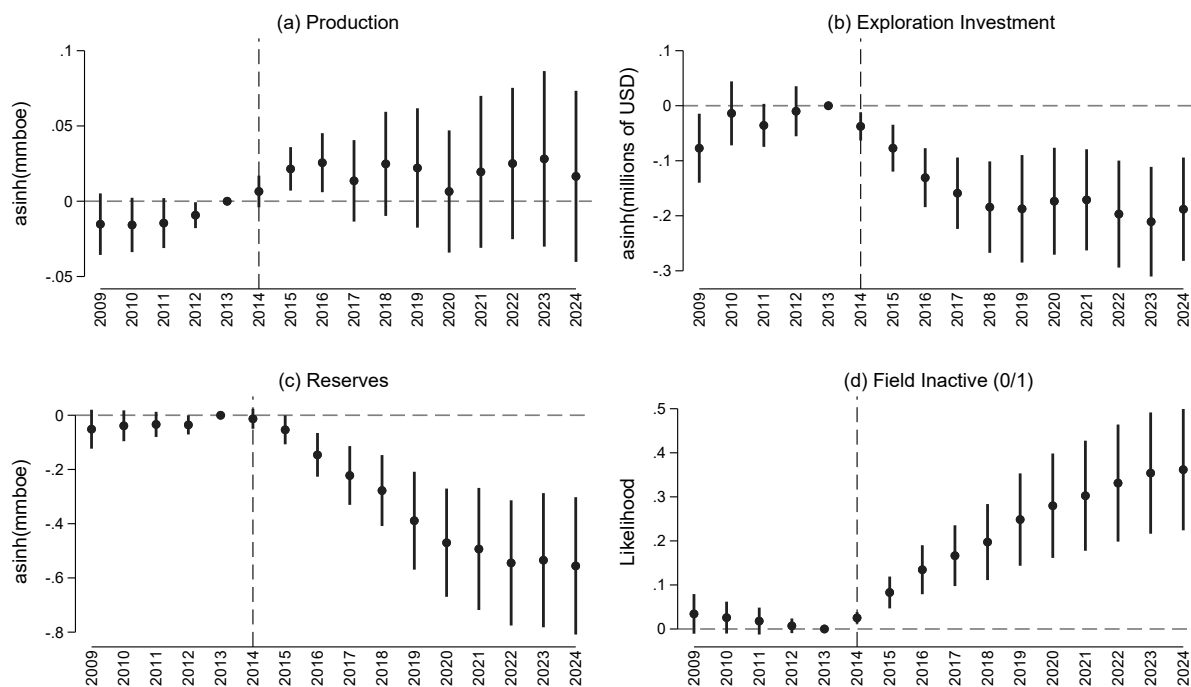 (a) Production
asinh(mmboe)
.1
.05
0
-.05
2009 2010 2011 2012 2013 2014 2015 2016 2017 2018 2019 2020 2021 2022 2023 2024
(b) Exploration Investment
asinh(millions of USD)
.1
0
-.1
-.2
-.3
2009 2010 2011 2012 2013 2014 2015 2016 2017 2018 2019 2020 2021 2022 2023 2024
(c) Reserves
asinh(mmboe)
0
-.2
-.4
-.6
-.8
2009 2010 2011 2012 2013 2014 2015 2016 2017 2018 2019 2020 2021 2022 2023 2024
(d) Field Inactive (0/1)
Likelihood
.5
.4
.3
.2
.1
0
2009 2010 2011 2012 2013 2014 2015 2016 2017 2018 2019 2020 2021 2022 2023 2024